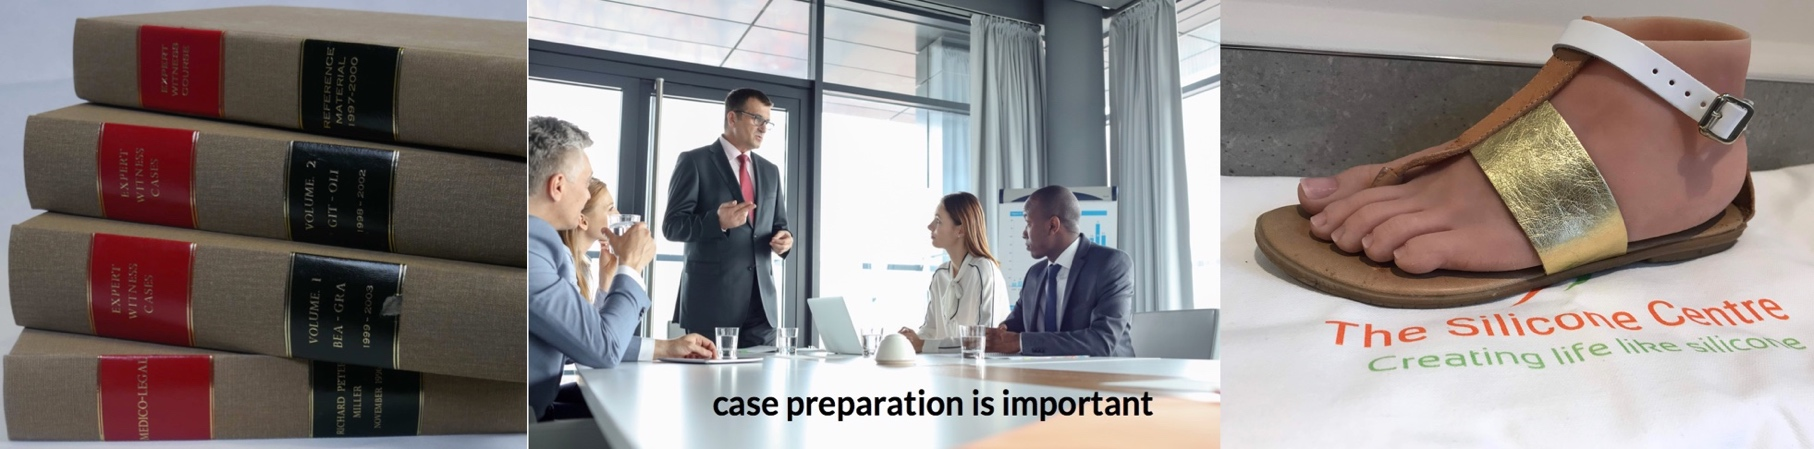 EXPERT
WITNESS
COURSE
REFERENCE
MATERIAL
1997-2000
EXPERT
WITNESS
CASES
VOLUME 2
GIT - OLI
1998 - 2002
EXPERT
WITNESS
CASES
VOLUME 1
BEA - GRA
1999 - 2003
MEDICO-LEGAL
RICHARD PETER
MILLER
NOVEMBER
case preparation is important
The Silicone Centre
Creating life like silicone